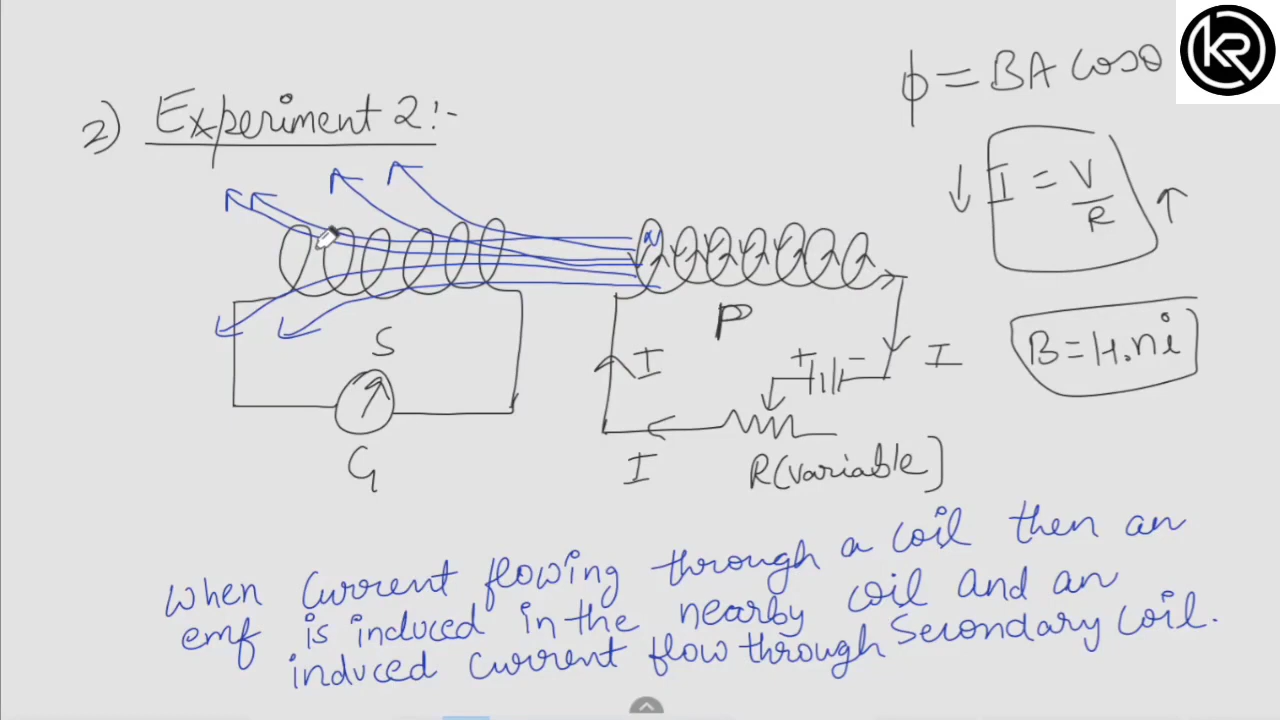 KR
φ = BA cosθ
2) Experiment 2:-
↓ I = V/R ↑
N
P
S
I
+ -
I
B = μ₀ni
G
I
R(variable)
When current flowing through a coil then an
emf is induced in the nearby coil and an
induced current flow through Secondary coil.